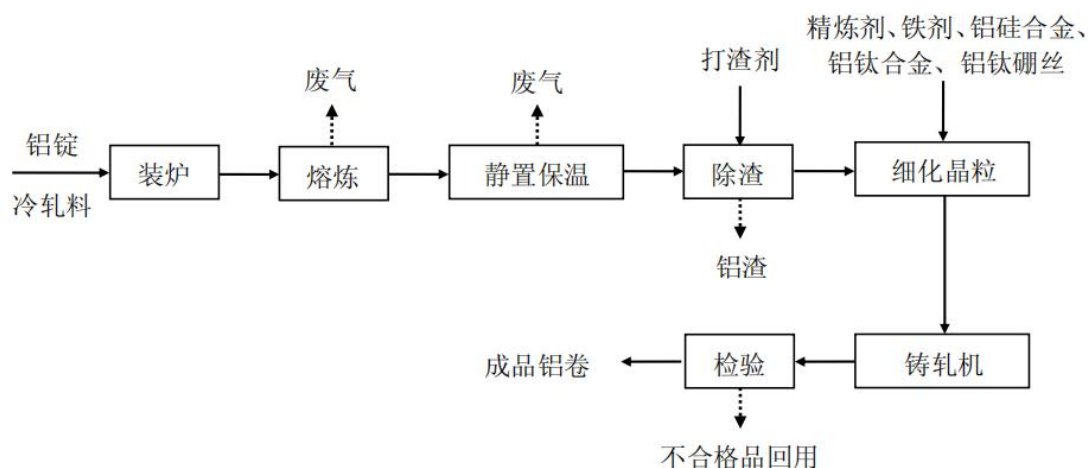 精炼剂、铁剂、铝硅合金、
铝钛合金、铝钛硼丝
打渣剂
废气
废气
铝锭
冷轧料
装炉
熔炼
静置保温
除渣
细化晶粒
铝渣
成品铝卷
检验
铸轧机
不合格品回用